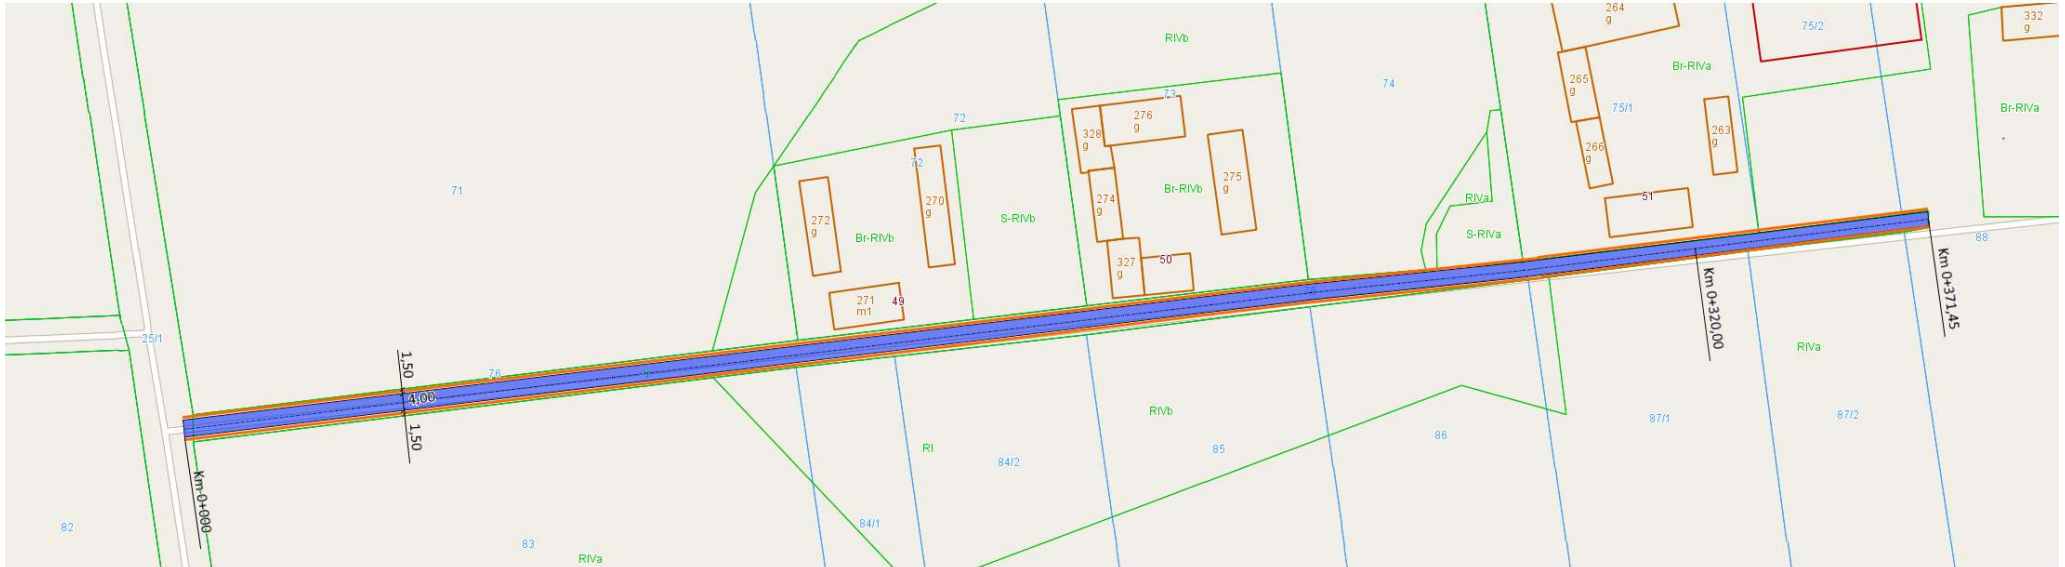 264
g
332
g
75/2
RIVb
Br-RIVa
265
g
74
73
75/1
Br-RIVa
276
g
72
328
g
263
g
266
g
72
71
275
g
Br-RIVb
274
g
RIVa
51
270
g
S-RIVb
272
g
Br-RIVb
S-RIVa
88
327
g
50
271
m1
49
Km 0+371,45
Km 0+320,00
25/1
1,50
76
4,00
1,50
RIVa
RIVb
87/1
87/2
86
RI
85
84/2
Km 0+000
82
84/1
83
RIVa